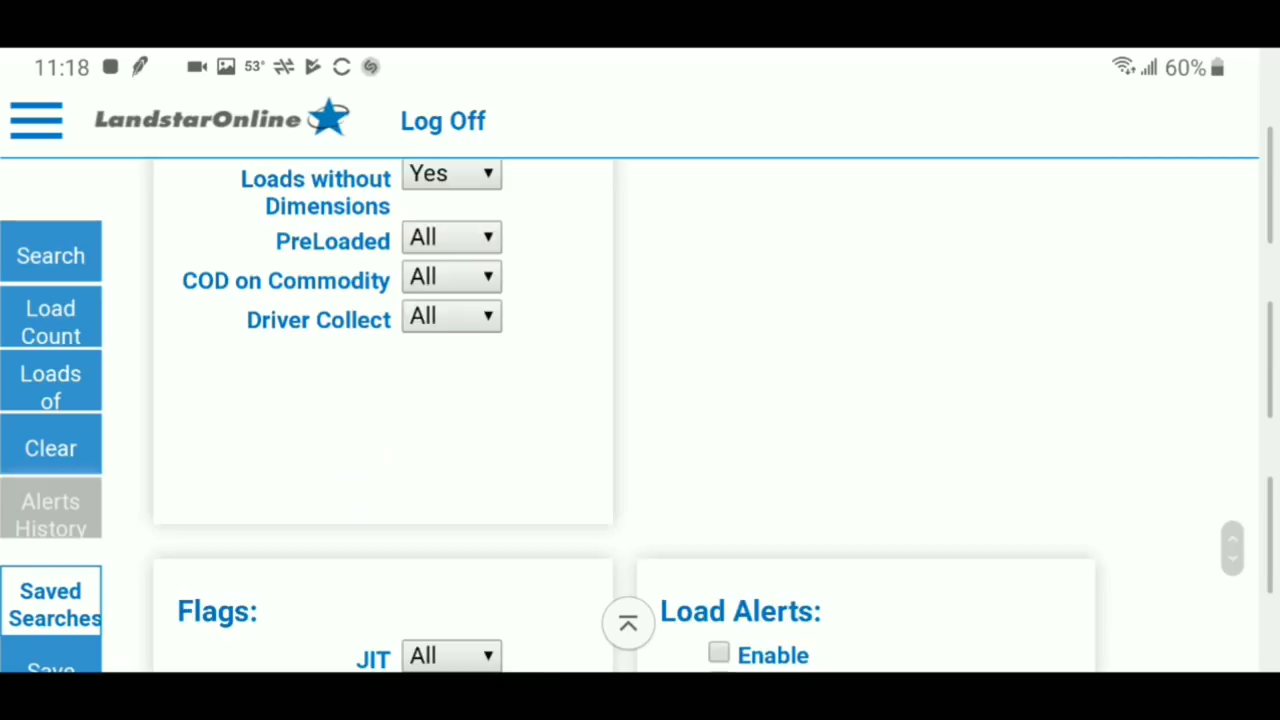 11:18
53°
60%
LandstarOnline
Log Off
Loads without
Dimensions
Yes
PreLoaded
All
COD on Commodity
All
Driver Collect
All
Search
Load
Count
Loads
of
Clear
Alerts
History
Saved
Searches
Save
Flags:
JIT
All
Load Alerts:
Enable